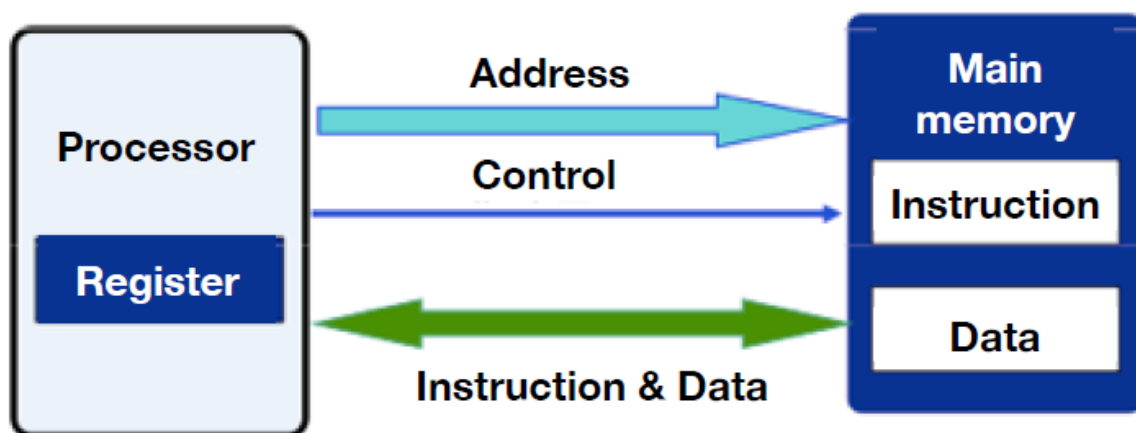 Processor
Register
Address
Control
Instruction & Data
Main
memory
Instruction
Data